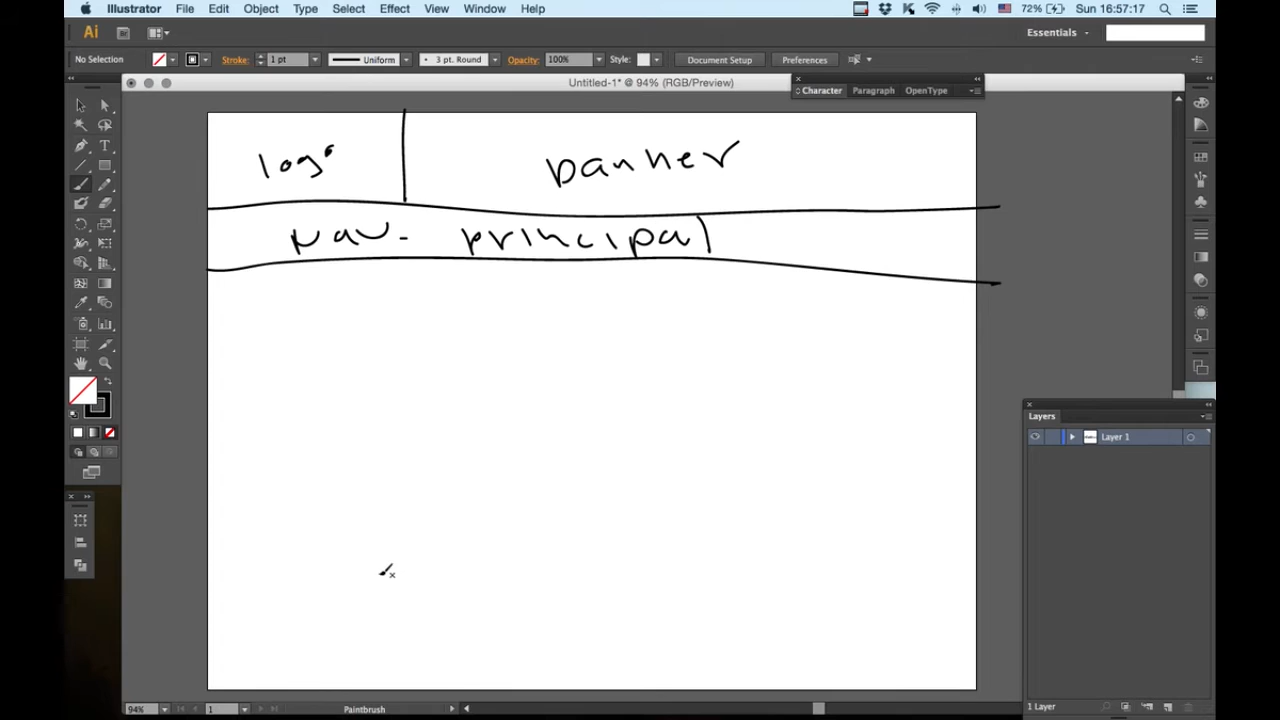 Illustrator File Edit Object Type Select Effect View Window Help
72% Sun 16:57:17
Ai
Essentials
No Selection Stroke: 1 pt Uniform 3 pt. Round Opacity: 100% Style: Document Setup Preferences
Untitled-1* @ 94% (RGB/Preview)
Character Paragraph OpenType
logo banner
Nav. principal
Layers
Layer 1
1 Layer
94% 1 Paintbrush